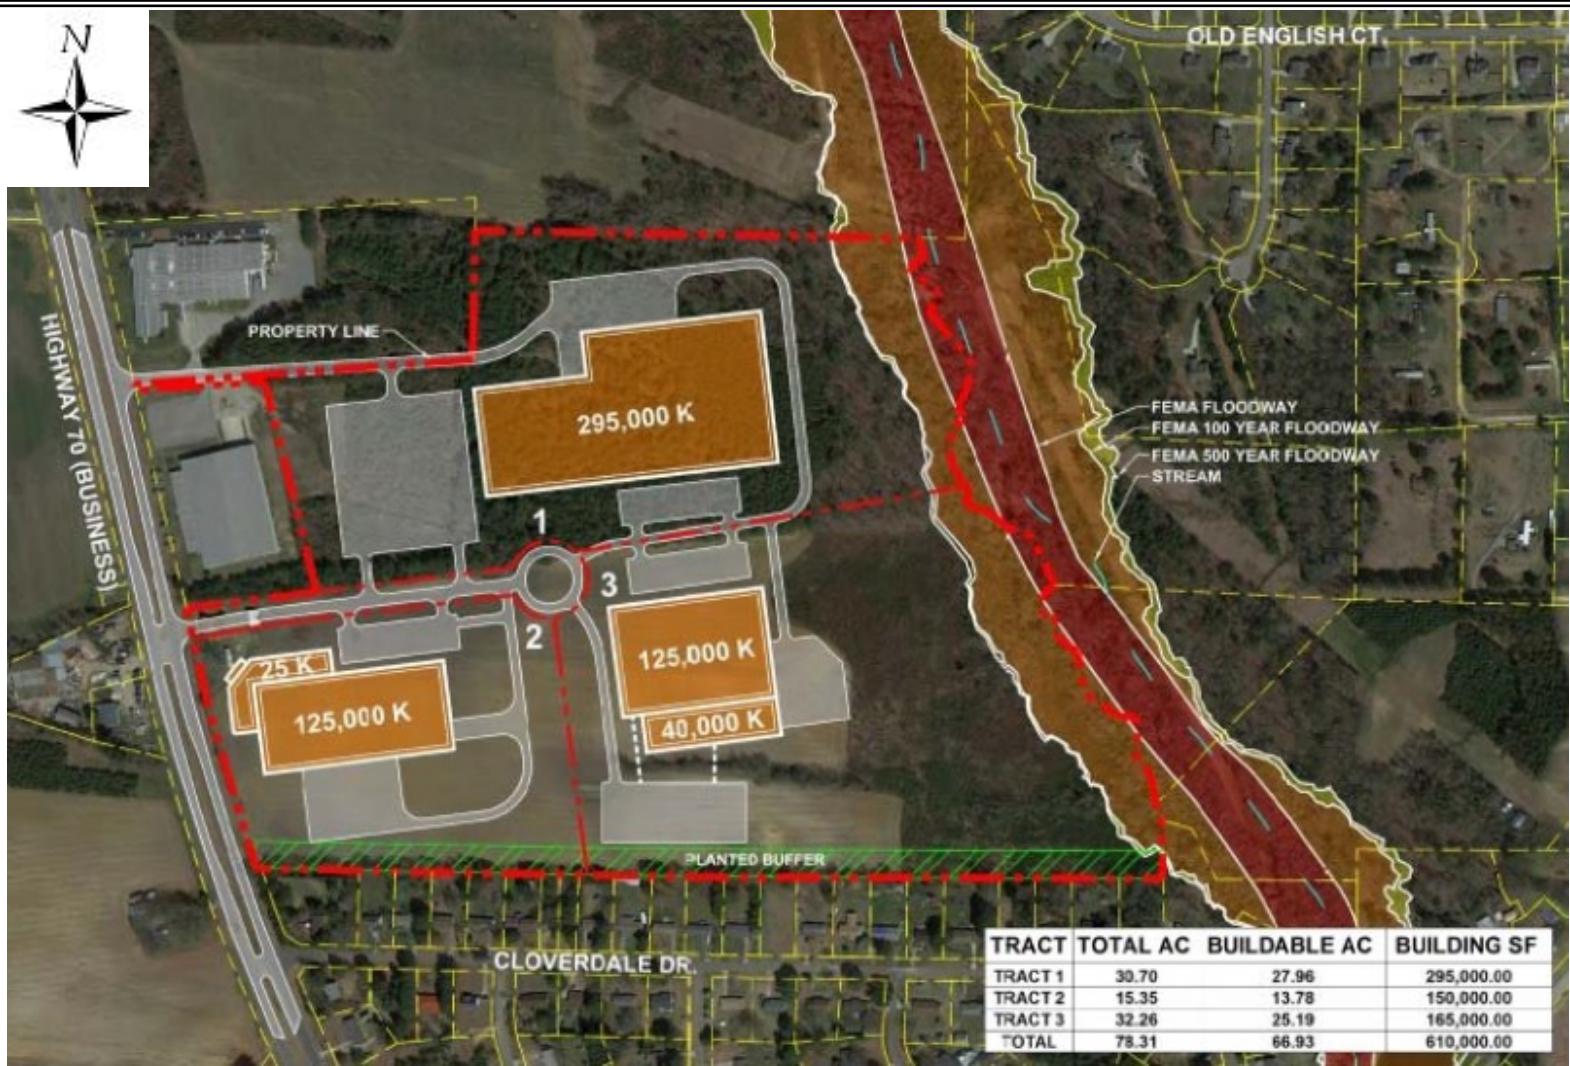 N
OLD ENGLISH CT.
PROPERTY LINE
HIGHWAY 70 (BUSINESS)
295,000 K
FEMA FLOODWAY
FEMA 100 YEAR FLOODWAY
FEMA 500 YEAR FLOODWAY
STREAM
1
3
2
25 K
125,000 K
125,000 K
40,000 K
PLANTED BUFFER
CLOVERDALE DR.
TRACT TOTAL AC BUILDABLE AC BUILDING SF
TRACT 1 30.70 27.96 295,000.00
TRACT 2 15.35 13.78 150,000.00
TRACT 3 32.26 25.19 165,000.00
TOTAL 78.31 66.93 610,000.00